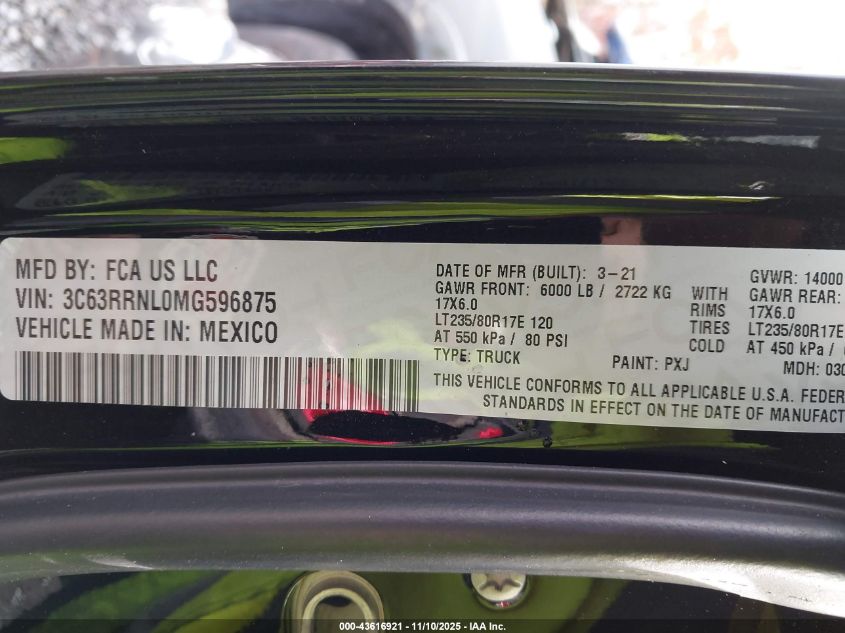 MFD BY: FCA US LLC
VIN: 3C63RRNL0MG596875
VEHICLE MADE IN: MEXICO
DATE OF MFR (BUILT): 3-21
GAWR FRONT: 6000 LB / 2722 KG
17X6.0
LT235/80R17E 120
AT 550 kPa / 80 PSI
TYPE: TRUCK
PAINT: PXJ
WITH
RIMS
TIRES
COLD
GVWR: 14000
GAWR REAR:
17X6.0
LT235/80R17E
AT 450 kPa /
MDH: 030
THIS VEHICLE CONFORMS TO ALL APPLICABLE U.S.A. FEDER
STANDARDS IN EFFECT ON THE DATE OF MANUFACT
000-43616921 - 11/10/2025 - IAA Inc.